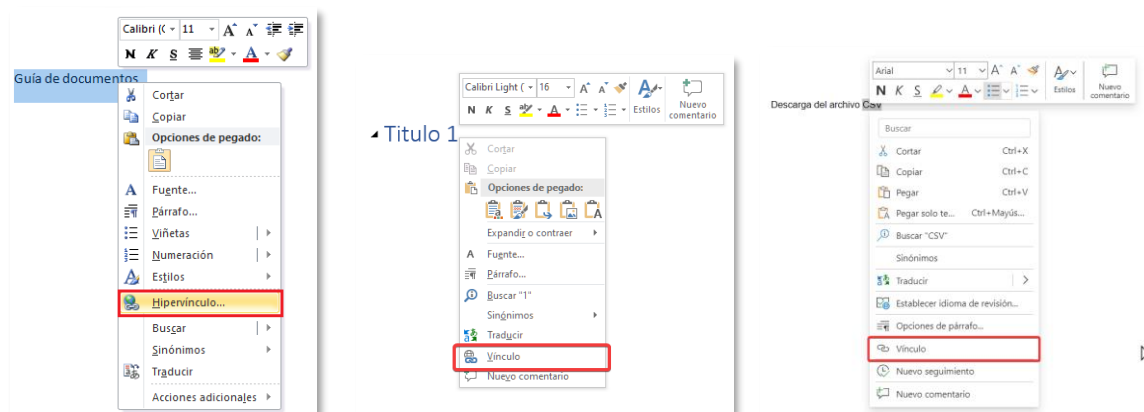 Calibri (( 11 A A
N K S ab A
Guía de documentos
Cortar
Copiar
Opciones de pegado:
A Fuente...
Párrafo...
Viñetas
Numeración
Estilos
Hipervínculo...
Buscar
Sinónimos
Traducir
Acciones adicionales
Calibri Light ( 16 A A
N K S ab A
Estilos
Nuevo
comentario
Titulo 1
Cortar
Copiar
Opciones de pegado:
Expandir o contraer
A Fuente...
Párrafo...
Buscar "1"
Sinónimos
Traducir
Vínculo
Nuevo comentario
Arial 11 A A
N K S A
Estilos
Nuevo
comentario
Descarga del archivo CSV
Buscar
Cortar Ctrl+X
Copiar Ctrl+C
Pegar Ctrl+V
Pegar solo te... Ctrl+Mayús...
Buscar "CSV"
Sinónimos
Traducir
Establecer idioma de revisión...
Opciones de párrafo...
Vínculo
Nuevo seguimiento
Nuevo comentario